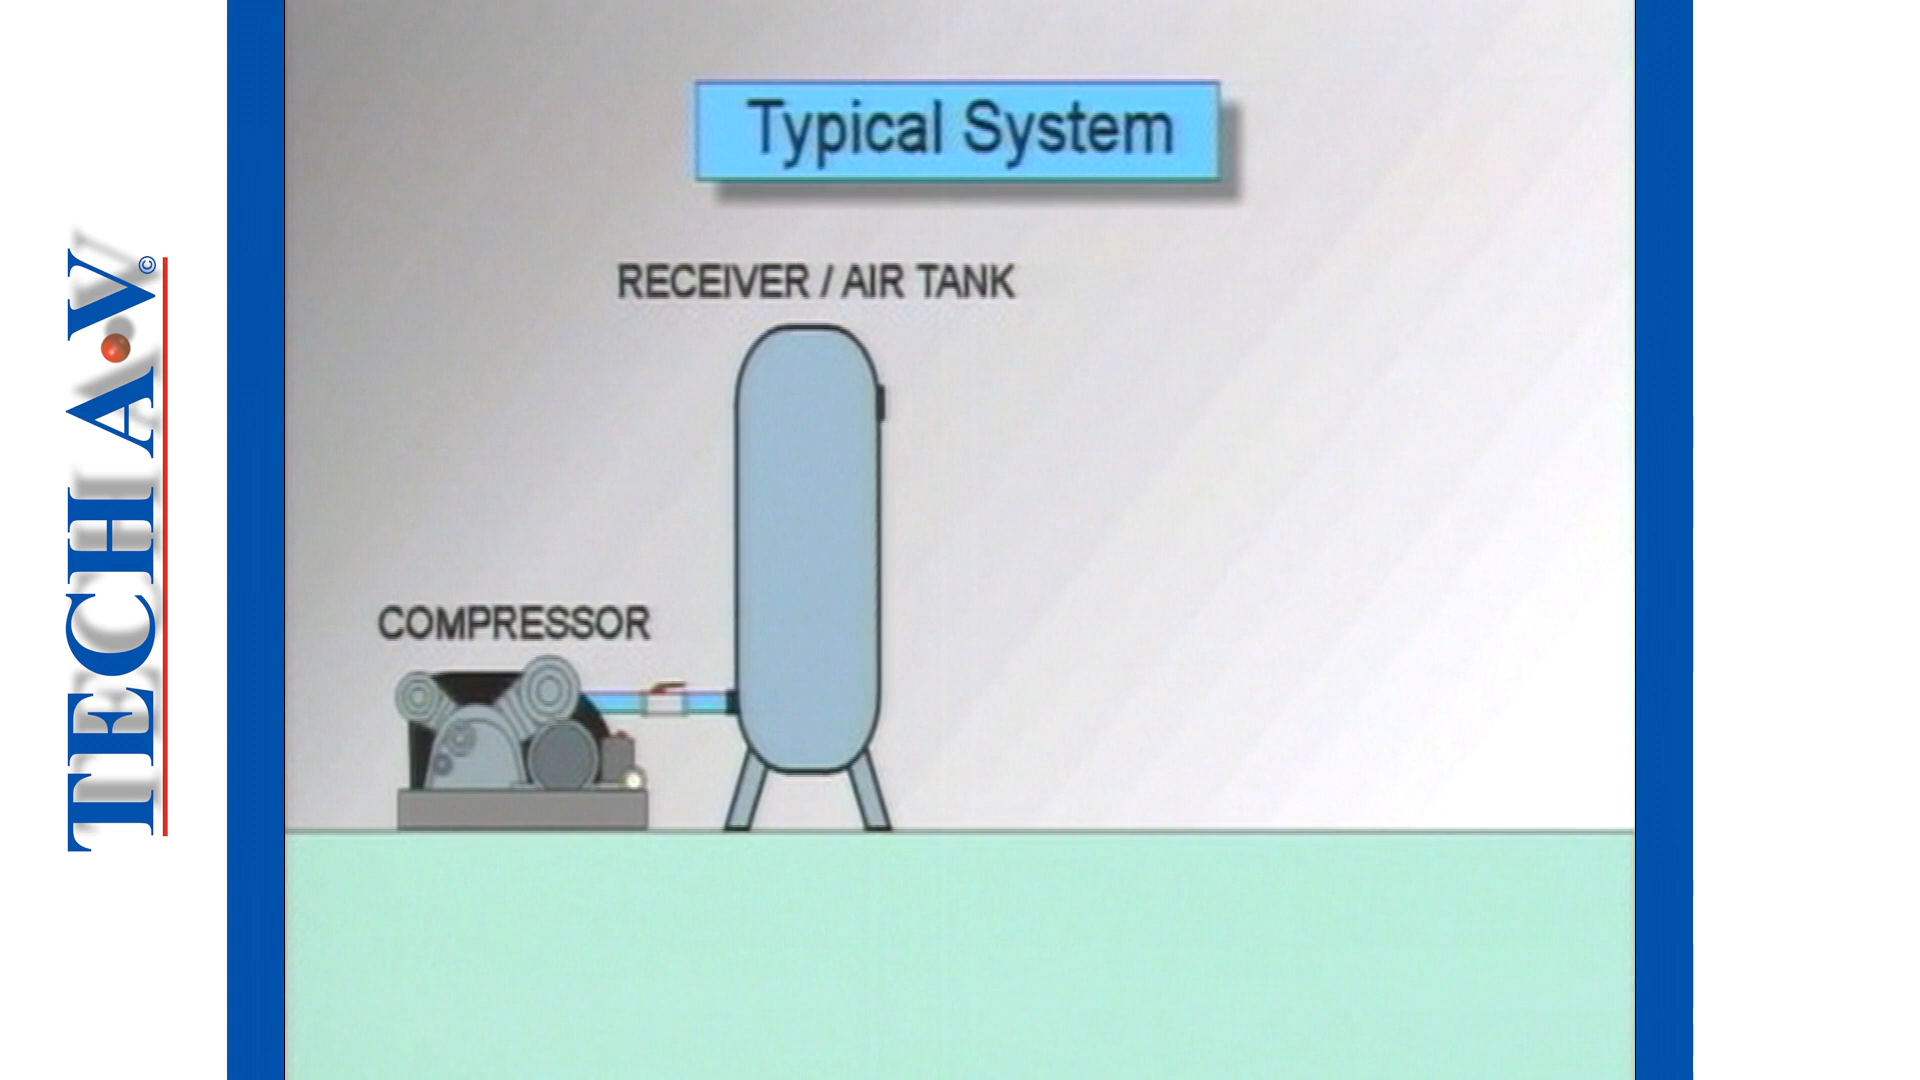 TECH A.V.©
Typical System
RECEIVER / AIR TANK
COMPRESSOR